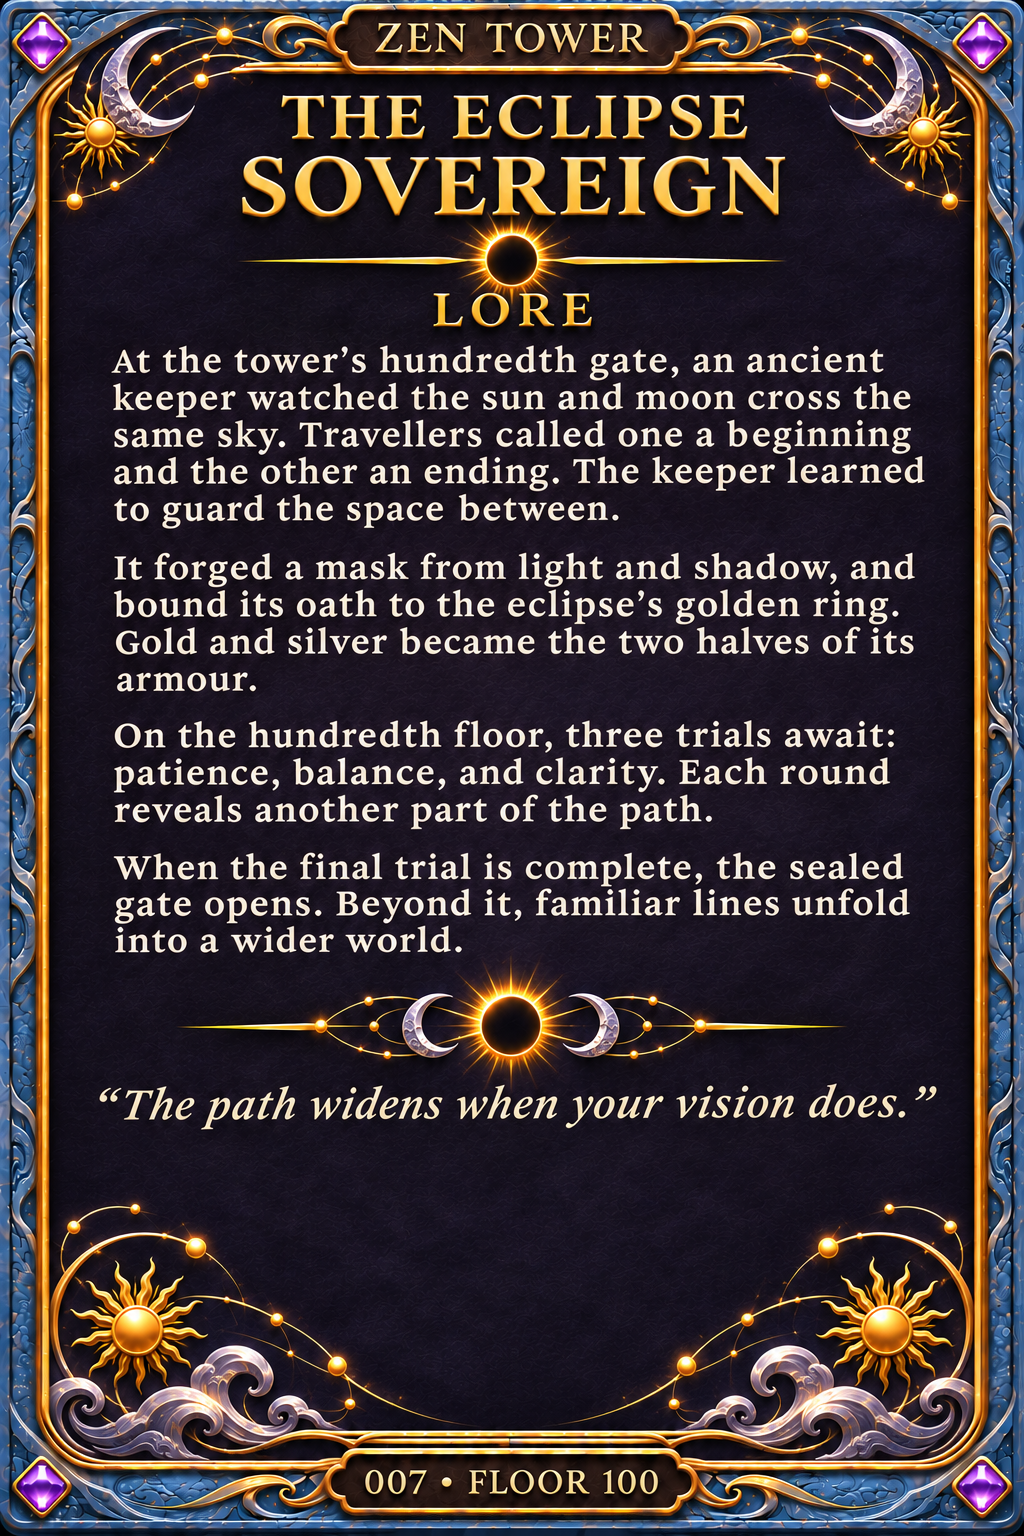 ZEN TOWER
THE ECLIPSE
SOVEREIGN
LORE
At the tower’s hundredth gate, an ancient
keeper watched the sun and moon cross the
same sky. Travellers called one a beginning
and the other an ending. The keeper learned
to guard the space between.
It forged a mask from light and shadow, and
bound its oath to the eclipse’s golden ring.
Gold and silver became the two halves of its
armour.
On the hundredth floor, three trials await:
patience, balance, and clarity. Each round
reveals another part of the path.
When the final trial is complete, the sealed
gate opens. Beyond it, familiar lines unfold
into a wider world.
“The path widens when your vision does.”
007 • FLOOR 100